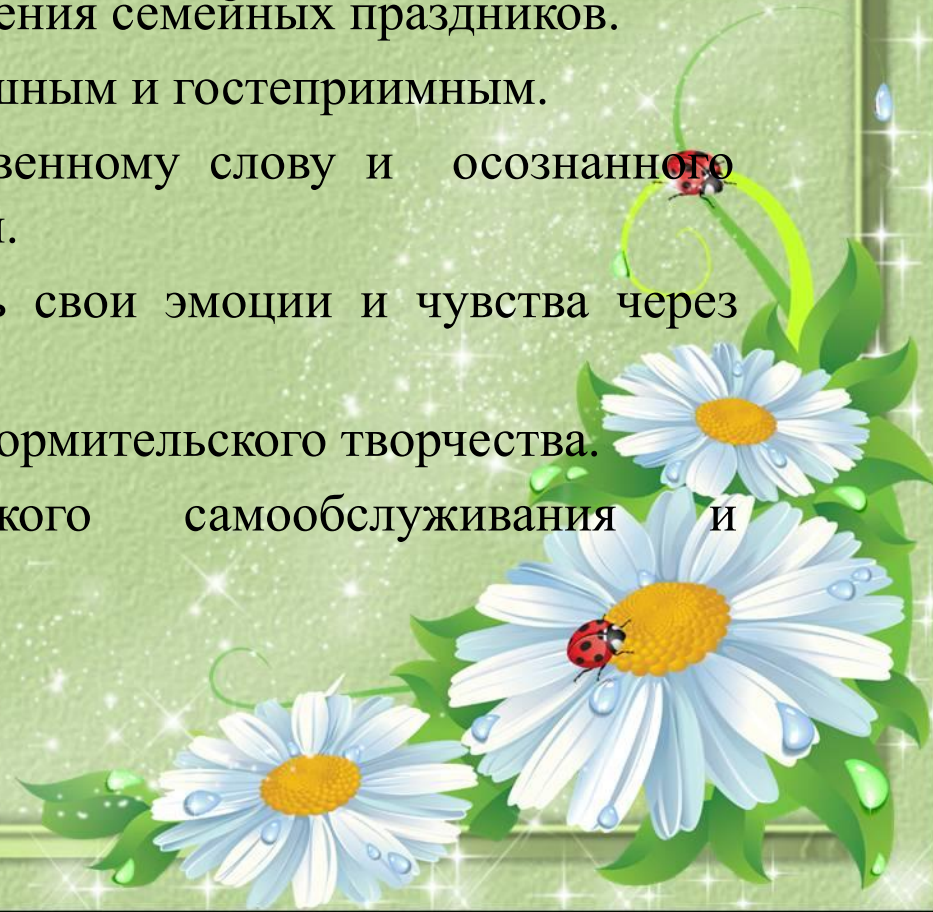 ения семейных праздников.
шным и гостеприимным.
венному слову и осознанного
.
свои эмоции и чувства через
ормительского творчества.
кого самообслуживания и